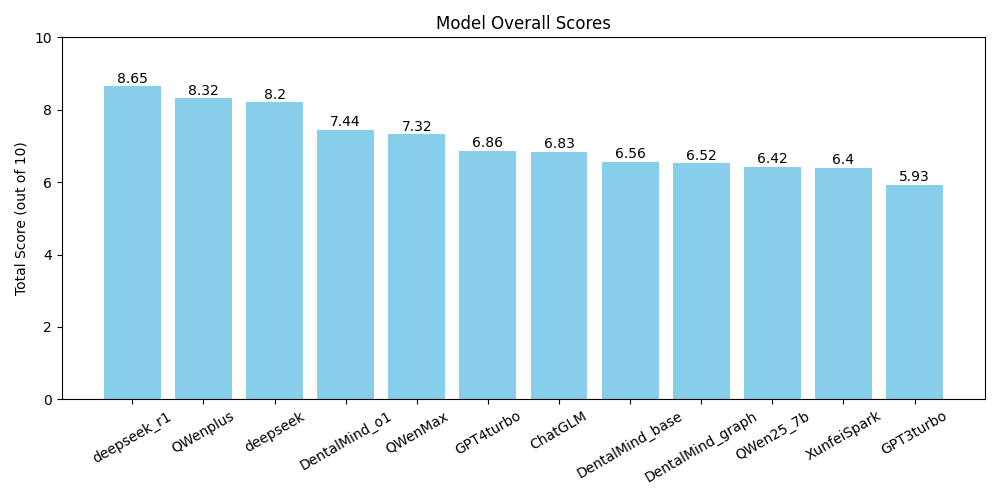 Model Overall Scores
Total Score (out of 10)
10
8
6
4
2
0
8.65
8.32
8.2
7.44
7.32
6.86
6.83
6.56
6.52
6.42
6.4
5.93
deepseek_r1
QWenplus
deepseek
DentalMind_o1
QWenMax
GPT4turbo
ChatGLM
DentalMind_base
DentalMind_graph
QWen25_7b
XunfeiSpark
GPT3turbo